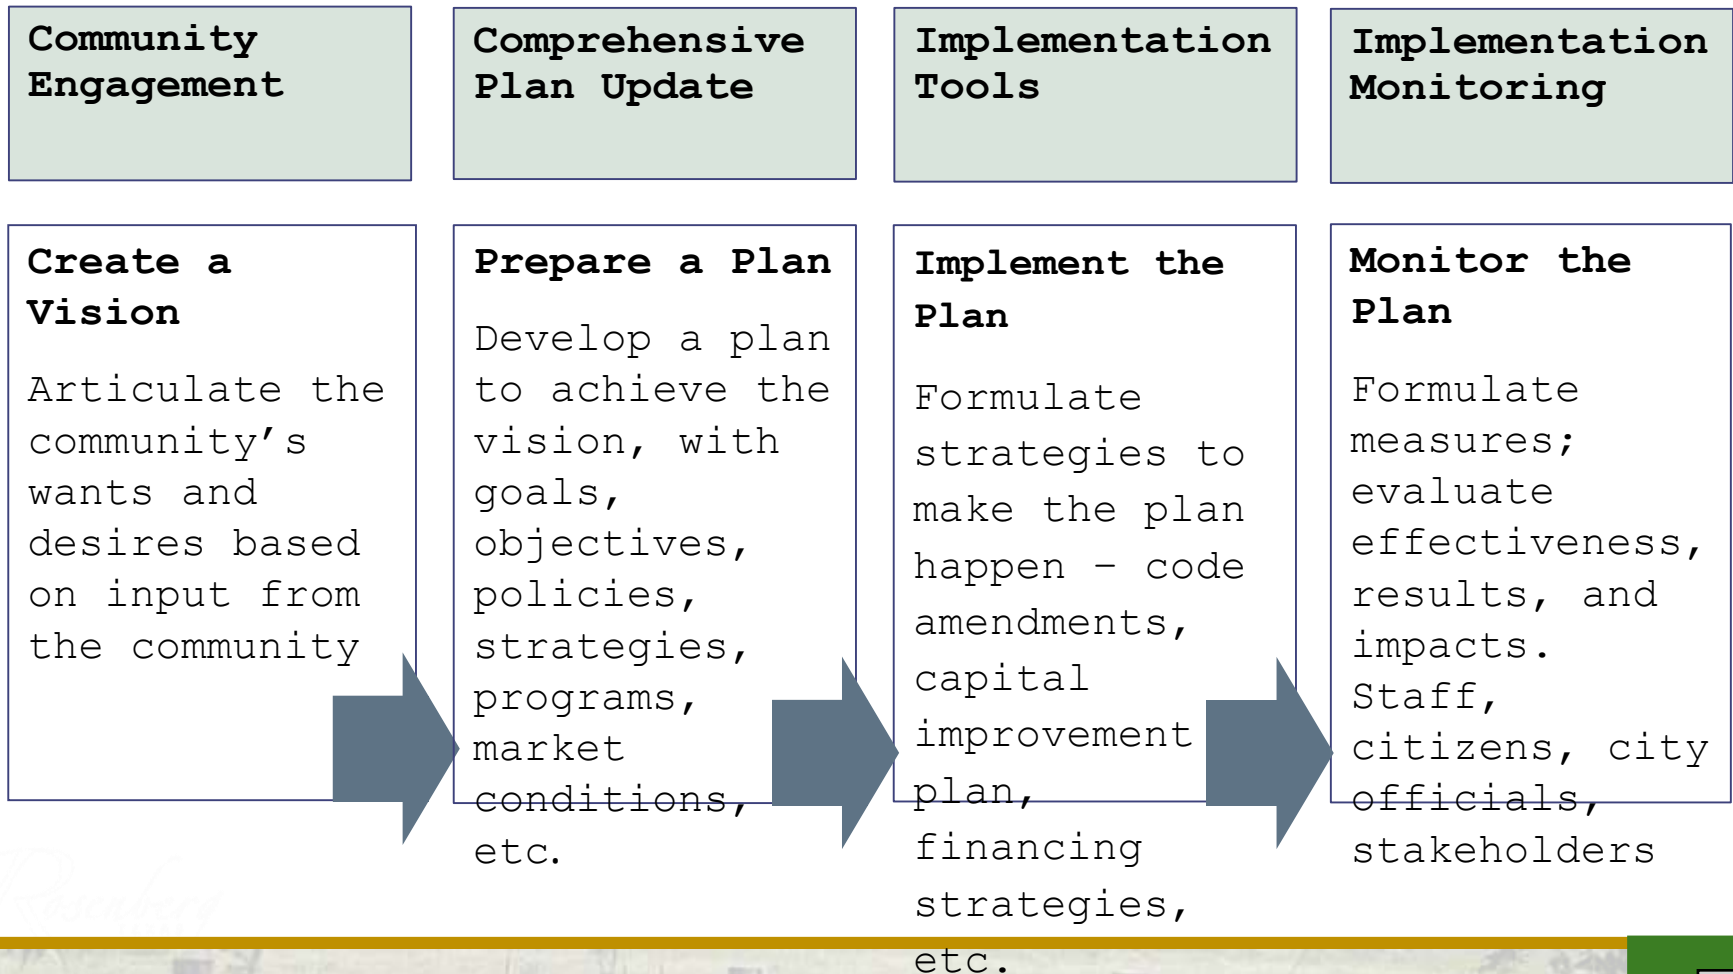 Community
Engagement
Comprehensive
Plan Update
Implementation
Tools
Implementation
Monitoring
Create a
Vision
Articulate the
community’s
wants and
desires based
on input from
the community
Prepare a Plan
Develop a plan
to achieve the
vision, with
goals,
objectives,
policies,
strategies,
programs,
market
conditions,
etc.
Implement the
Plan
Formulate
strategies to
make the plan
happen – code
amendments,
capital
improvement
plan,
financing
strategies,
etc.
Monitor the
Plan
Formulate
measures;
evaluate
effectiveness,
results, and
impacts.
Staff,
citizens, city
officials,
stakeholders
Rosenberg